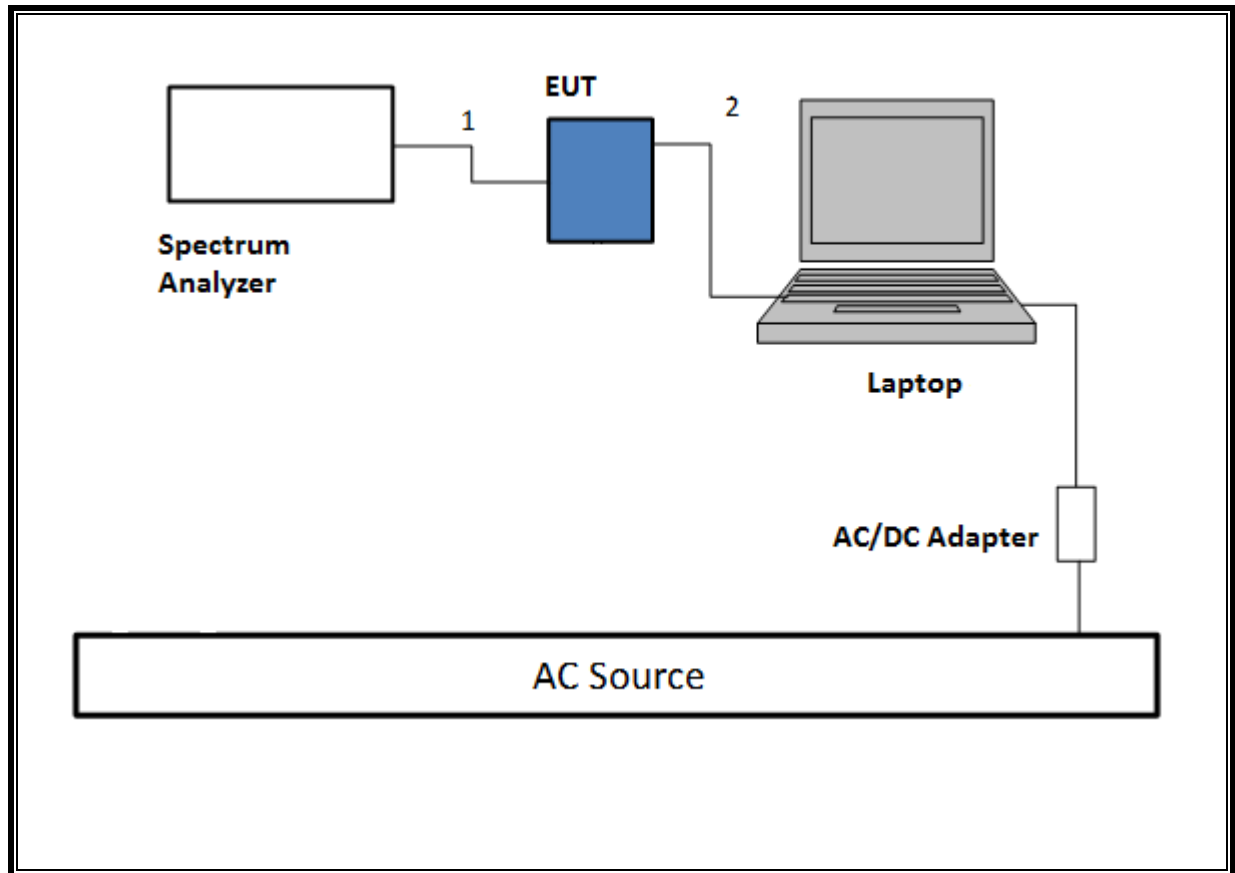 EUT
1
2
Spectrum
Analyzer
Laptop
AC/DC Adapter
AC Source